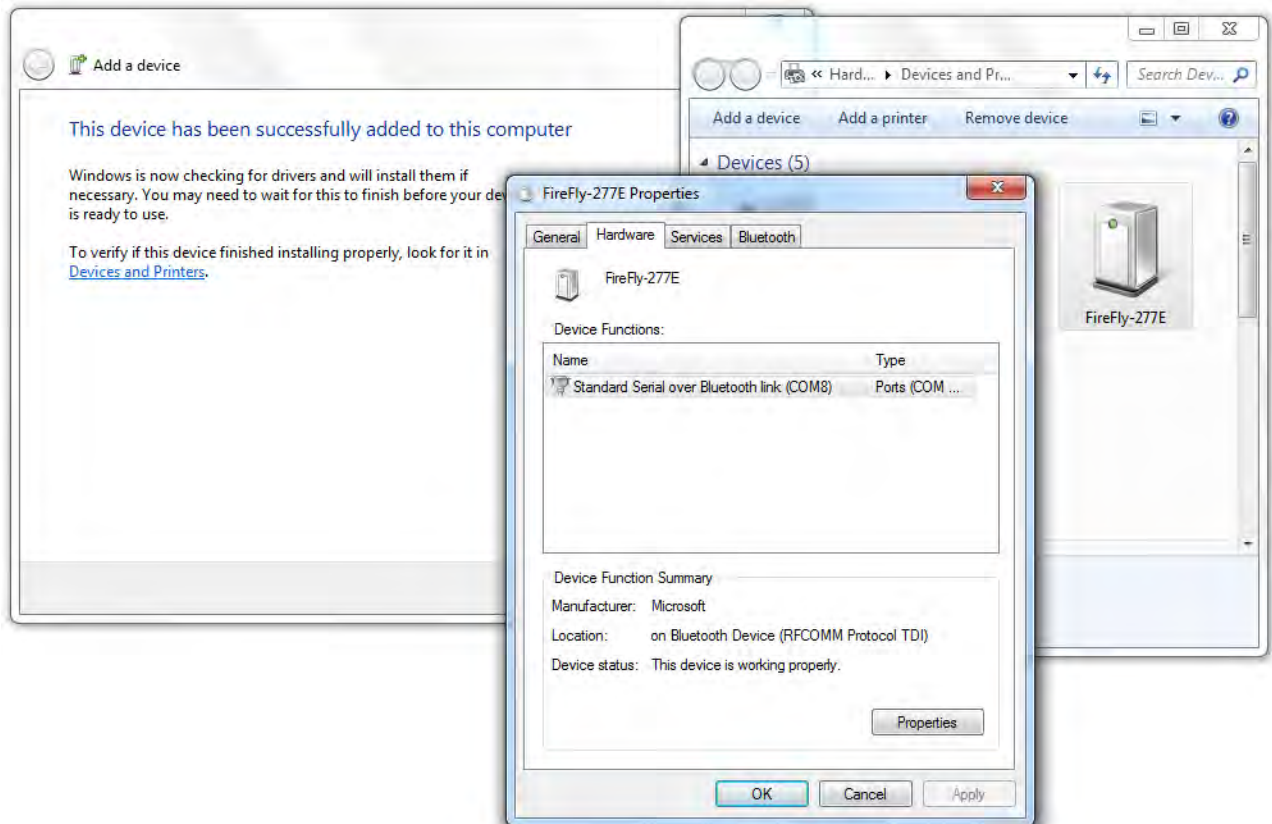 Add a device
This device has been successfully added to this computer
Windows is now checking for drivers and will install them if
necessary. You may need to wait for this to finish before your dev
is ready to use.
To verify if this device finished installing properly, look for it in
Devices and Printers.
« Hard... ▸ Devices and Pr...
Search Dev...
Add a device Add a printer Remove device
Devices (5)
FireFly-277E
FireFly-277E Properties
General Hardware Services Bluetooth
FireFly-277E
Device Functions:
Name Type
Standard Serial over Bluetooth link (COM8) Ports (COM ...
Device Function Summary
Manufacturer: Microsoft
Location: on Bluetooth Device (RFCOMM Protocol TDI)
Device status: This device is working properly.
Properties
OK Cancel Apply